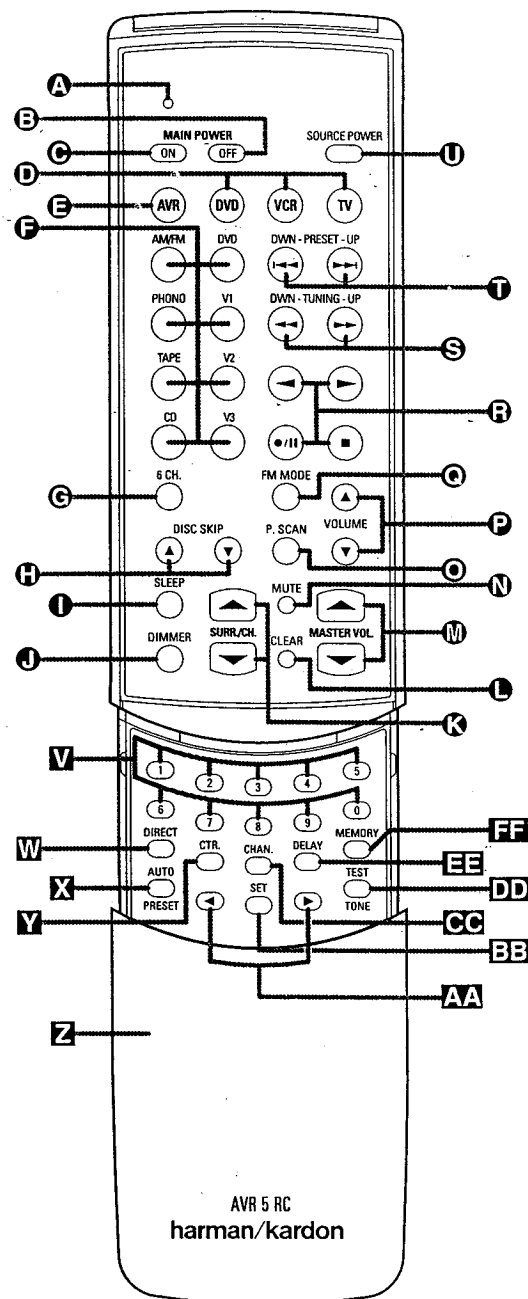 A
B
MAIN POWER SOURCE POWER
C ON OFF U
D
E AVR DVD VCR TV
F
AM/FM DVD DWN - PRESET - UP
T
PHONO V1 DWN - TUNING - UP
S
TAPE V2
R
CD V3
6 CH. FM MODE Q
G
DISC SKIP P. SCAN VOLUME P
H O
SLEEP MUTE N
I
SURR./CH. MASTER VOL. M
DIMMER CLEAR
J L
K
V 1 2 3 4 5
6 7 8 9 0
DIRECT CTR. CHAN. DELAY MEMORY FF
W EE
AUTO TEST
X DD
PRESET SET TONE
Y CC
BB
AA
Z
AVR 5 RC
harman/kardon